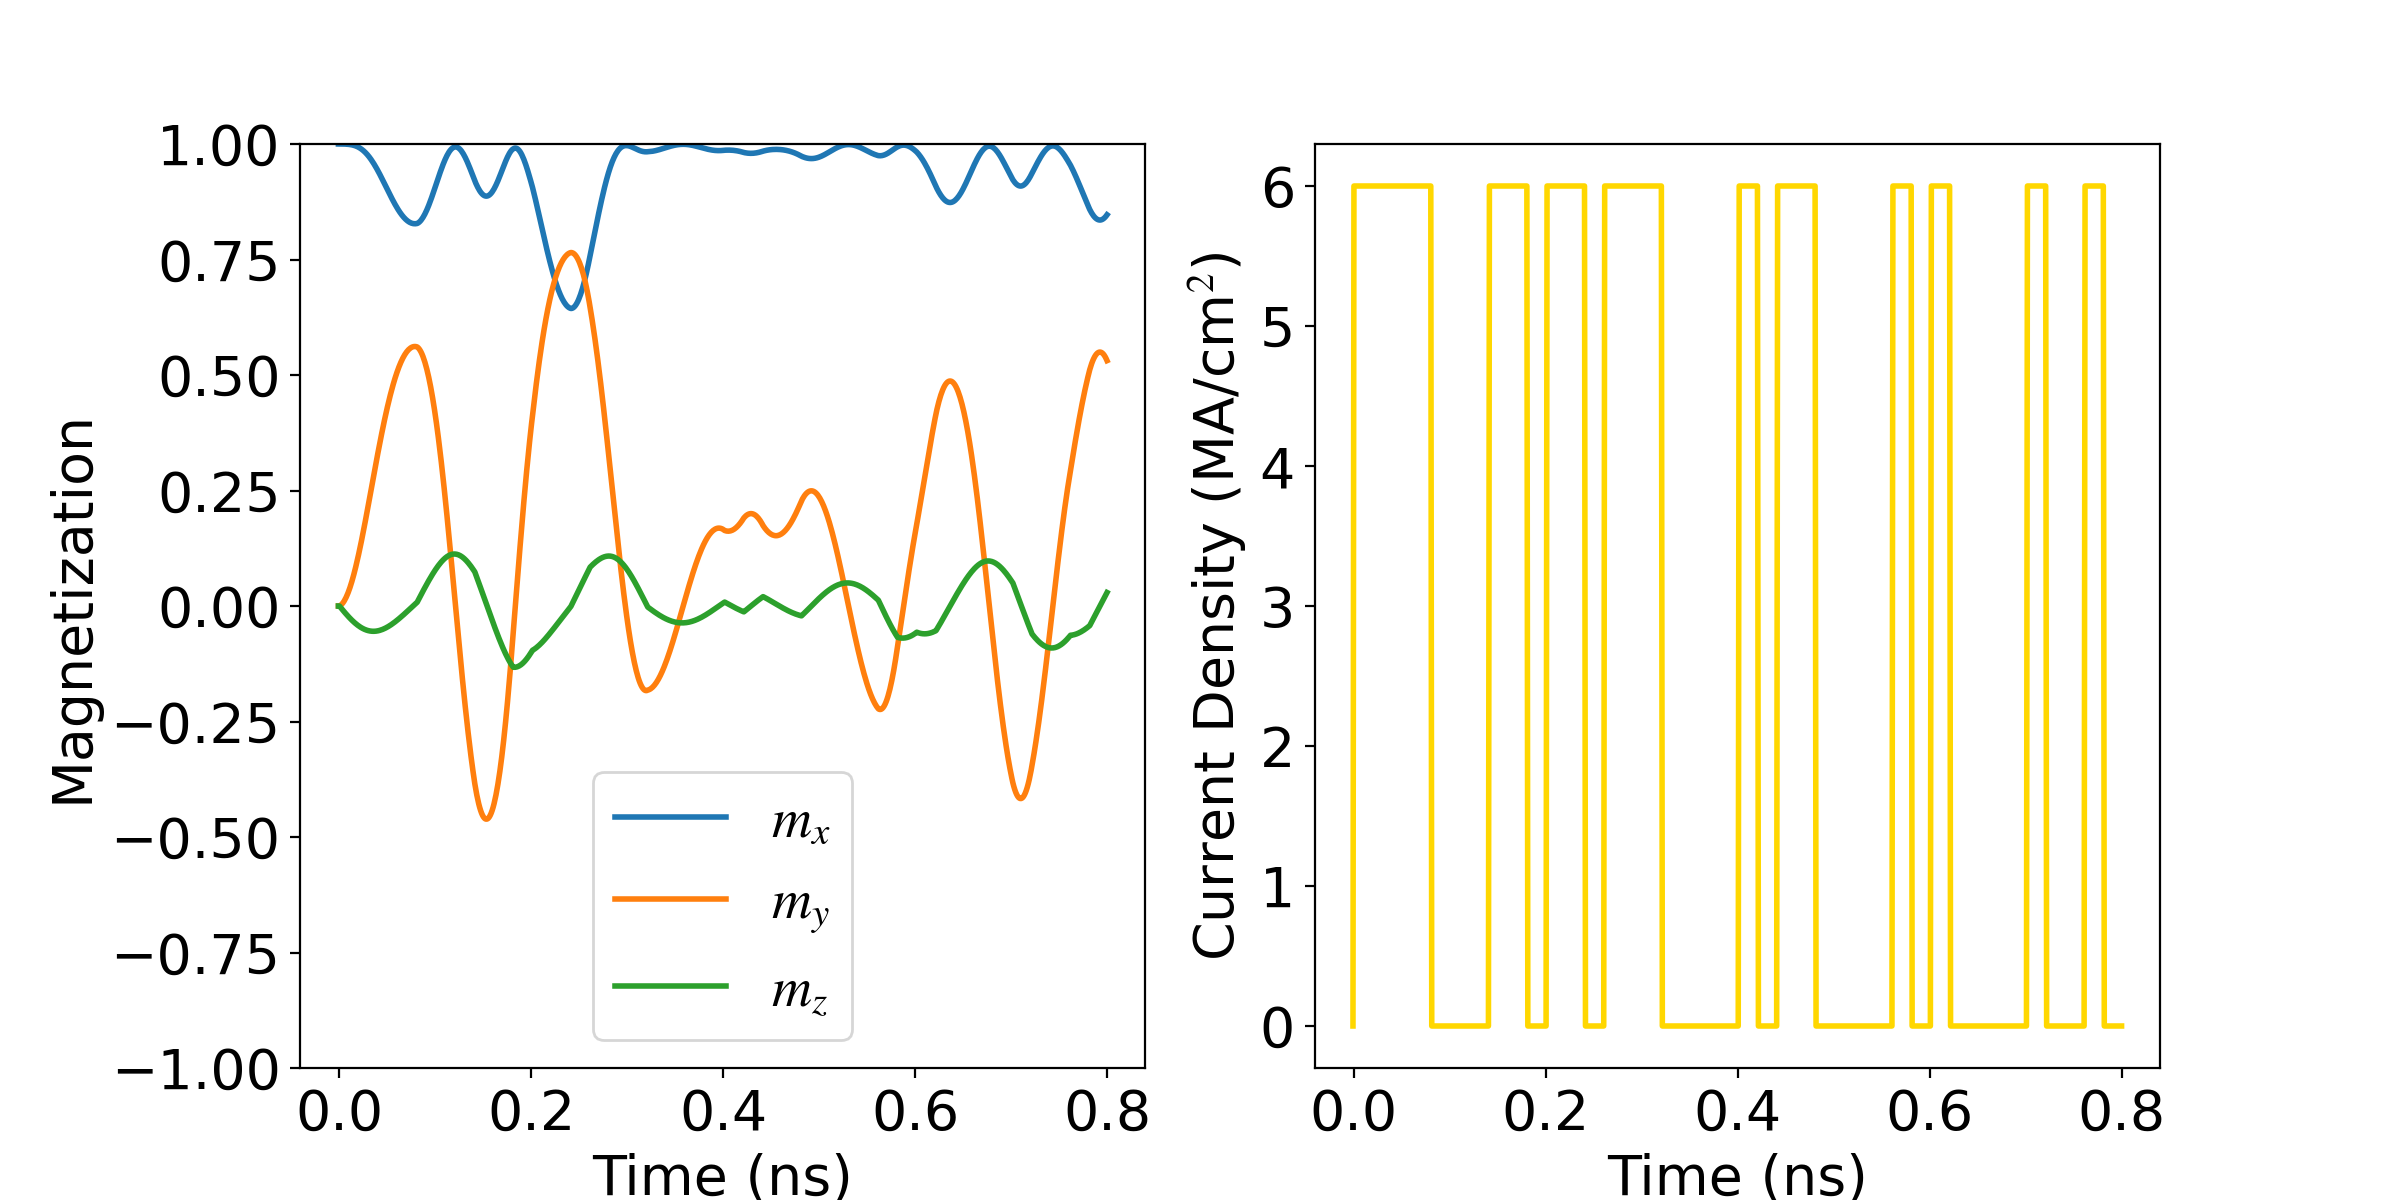 Magnetization
1.00
0.75
0.50
0.25
0.00
−0.25
−0.50
−0.75
−1.00
0.0 0.2 0.4 0.6 0.8
Time (ns)
m_x
m_y
m_z
Current Density (MA/cm²)
6
5
4
3
2
1
0
0.0 0.2 0.4 0.6 0.8
Time (ns)